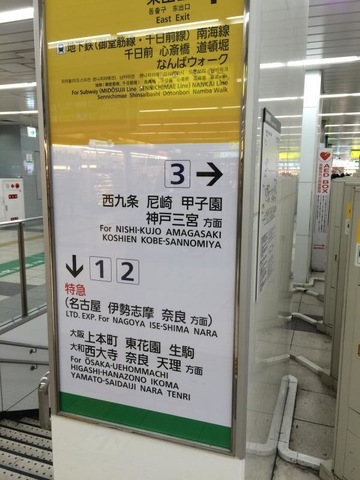 East Exit
地下鉄(御堂筋線・千日前線) 南海線
千日前 心斎橋 道頓堀
なんばウォーク
For Subway (MIDŌSUJI Line SENNICHIMAE Line) NANKAI Line
Sennichimae Shinsaibashi Dotonbori Namba Walk
3 →
西九条 尼崎 甲子園
神戸三宮 方面
For NISHI-KUJO AMAGASAKI
KOSHIEN KOBE-SANNOMIYA
↓ 1 2
特急
(名古屋 伊勢志摩 奈良 方面)
LTD. EXP. For NAGOYA ISE-SHIMA NARA
大阪上本町 東花園 生駒
大和西大寺 奈良 天理 方面
For ŌSAKA-UEHOMMACHI
HIGASHI-HANAZONO IKOMA
YAMATO-SAIDAIJI NARA TENRI
AED BOX